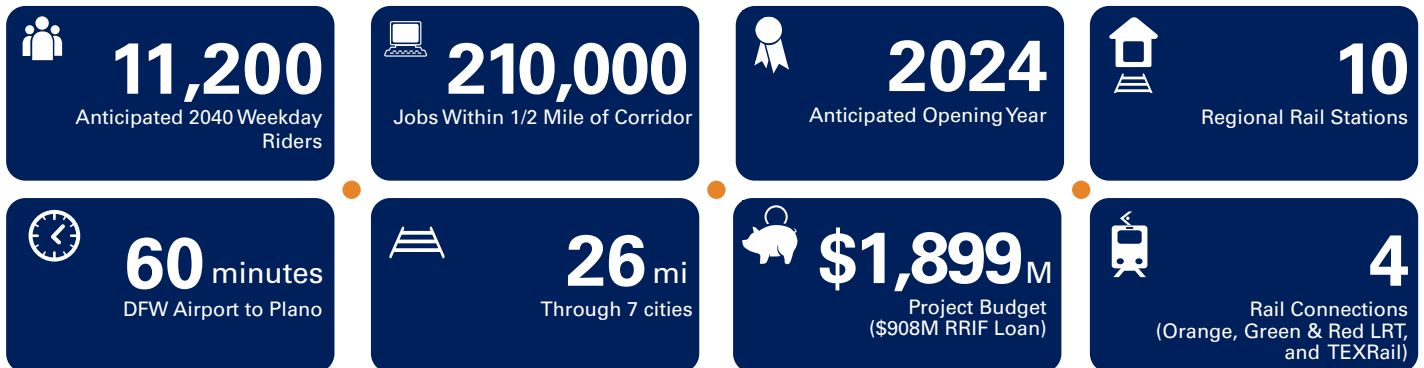 11,200
Anticipated 2040 Weekday
Riders
210,000
Jobs Within 1/2 Mile of Corridor
2024
Anticipated Opening Year
10
Regional Rail Stations
60 minutes
DFW Airport to Plano
26 mi
Through 7 cities
$1,899M
Project Budget
($908M RRIF Loan)
4
Rail Connections
(Orange, Green & Red LRT,
and TEXRail)